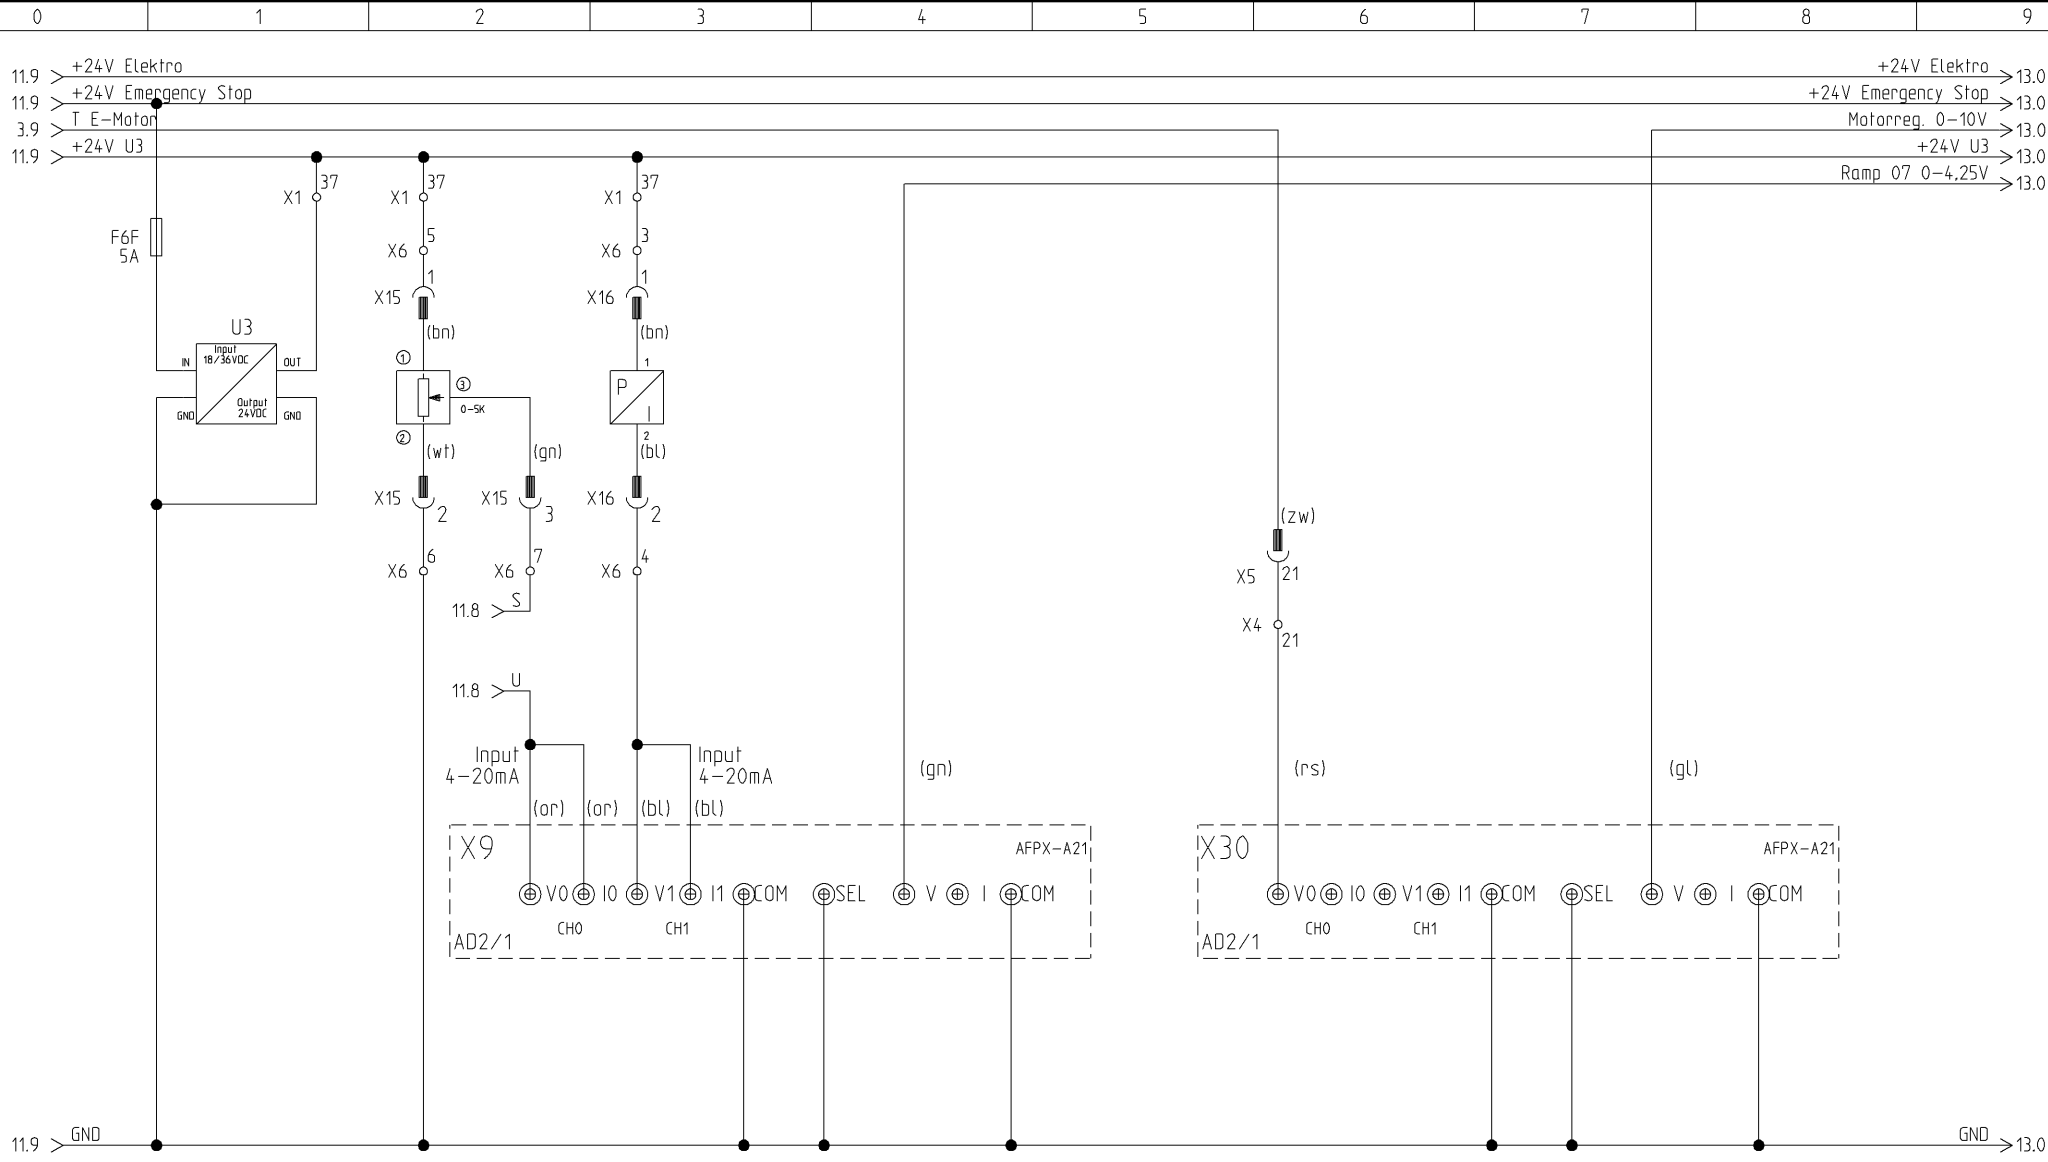 0 1 2 3 4 5 6 7 8 9
11.9 +24V Elektro +24V Elektro 13.0
11.9 +24V Emergency Stop +24V Emergency Stop 13.0
3.9 T E-Motor Motorreg. 0-10V 13.0
11.9 +24V U3 +24V U3 13.0
Ramp 07 0-4,25V 13.0
37 37 37
X1 X1 X1
F6F 5 3
5A X6 X6
1 1
X15 X16
U3 (bn) (bn)
Input
18/36VDC
IN OUT 1 1
3 P
Output 0-5K
24VDC I
GND GND
2 2
(wt) (gn) (bl)
X15 X15 X16
2 3 2
(zw)
6 7 4
X6 X6 X6
X5 21
11.8 S
X4
21
11.8 U
Input Input
4-20mA 4-20mA (gn) (rs) (gl)
(or) (or) (bl) (bl)
X9 AFPX-A21 X30 AFPX-A21
V0 I0 V1 I1 COM SEL V I COM V0 I0 V1 I1 COM SEL V I COM
CH0 CH1 CH0 CH1
AD2/1 AD2/1
11.9 GND GND 13.0